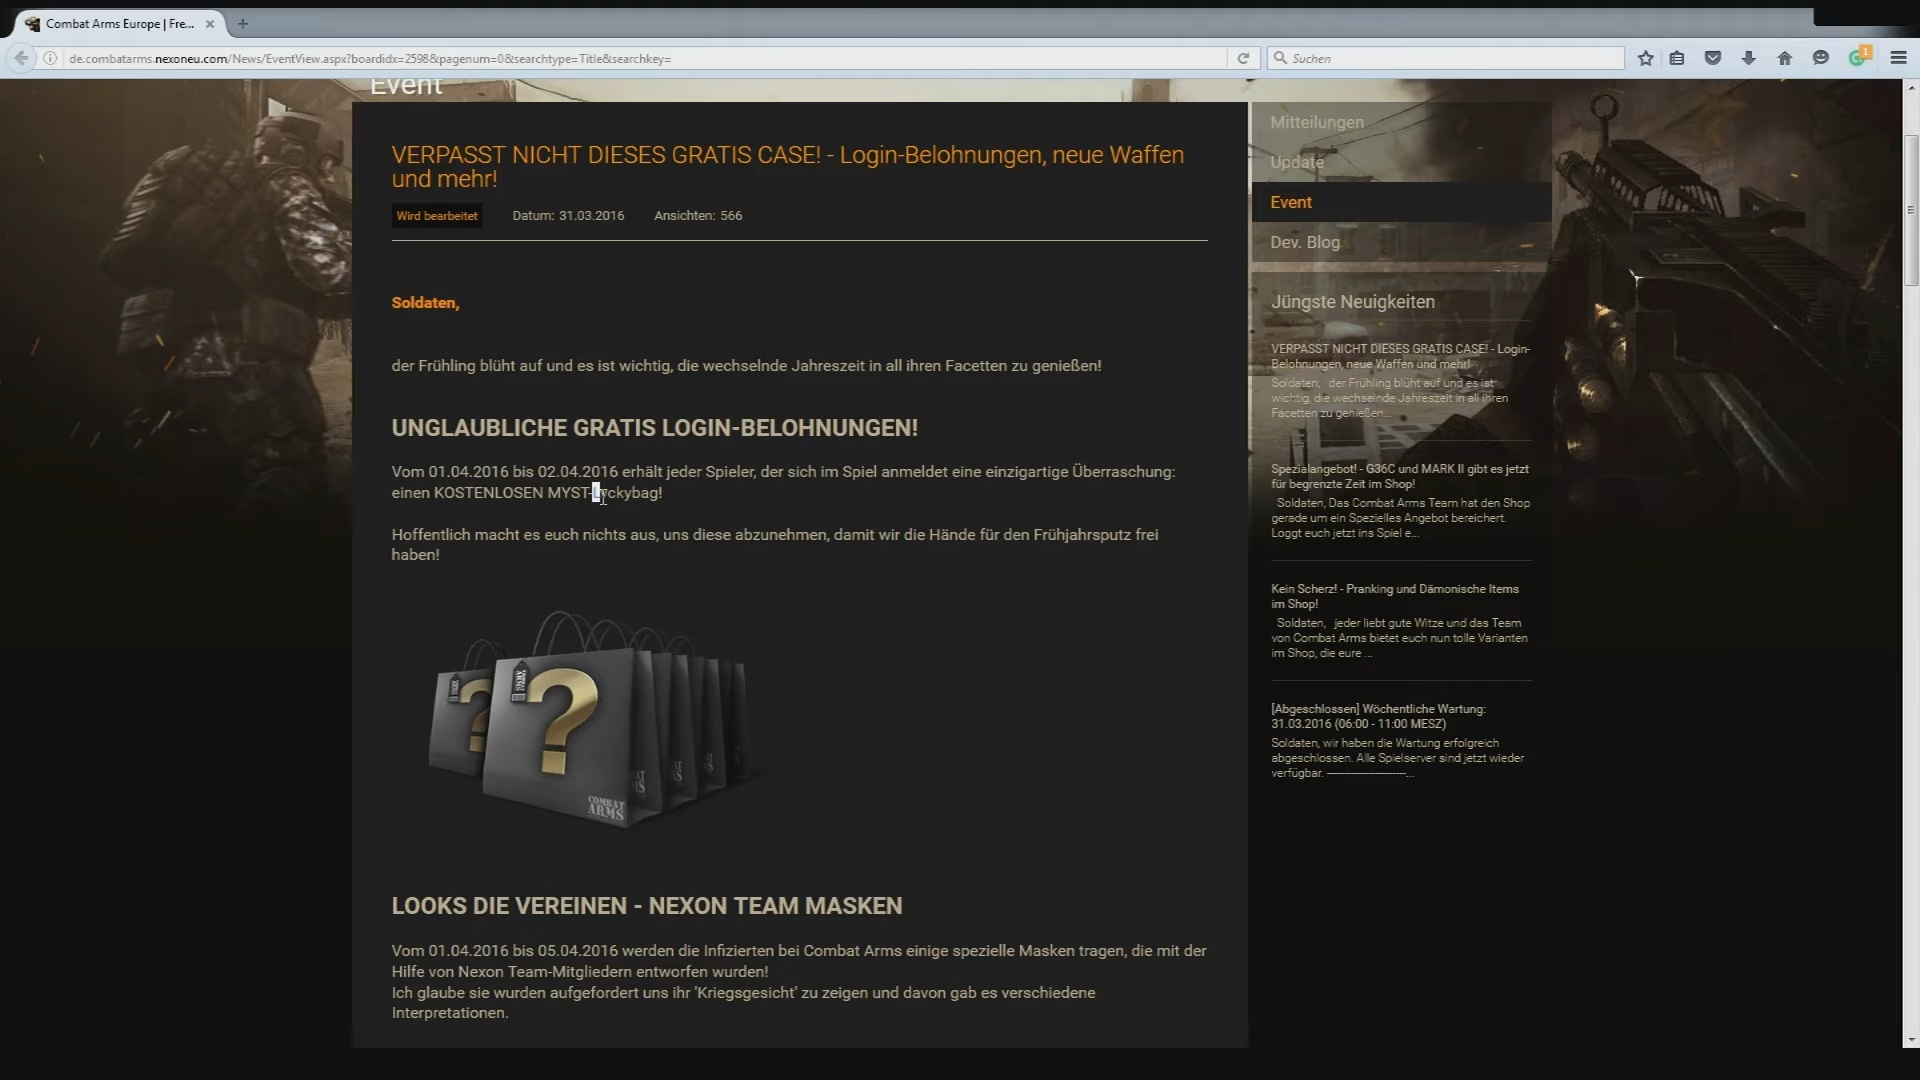 Combat Arms Europe | Fre...
de.combatarms.nexoneu.com/News/EventView.aspx?boardidx=2598&pagenum=0&searchtype=Title&searchkey=
Suchen
1
Event
VERPASST NICHT DIESES GRATIS CASE! - Login-Belohnungen, neue Waffen
und mehr!
Wird bearbeitet Datum: 31.03.2016 Ansichten: 566
Soldaten,
der Frühling blüht auf und es ist wichtig, die wechselnde Jahreszeit in all ihren Facetten zu genießen!
UNGLAUBLICHE GRATIS LOGIN-BELOHNUNGEN!
Vom 01.04.2016 bis 02.04.2016 erhält jeder Spieler, der sich im Spiel anmeldet eine einzigartige Überraschung:
einen KOSTENLOSEN MYST-Luckybag!
Hoffentlich macht es euch nichts aus, uns diese abzunehmen, damit wir die Hände für den Frühjahrsputz frei
haben!
?
?
COMBAT
ARMS
LOOKS DIE VEREINEN - NEXON TEAM MASKEN
Vom 01.04.2016 bis 05.04.2016 werden die Infizierten bei Combat Arms einige spezielle Masken tragen, die mit der
Hilfe von Nexon Team-Mitgliedern entworfen wurden!
Ich glaube sie wurden aufgefordert uns ihr 'Kriegsgesicht' zu zeigen und davon gab es verschiedene
Interpretationen.
Mitteilungen
Update
Event
Dev. Blog
Jüngste Neuigkeiten
VERPASST NICHT DIESES GRATIS CASE! - Login-
Belohnungen, neue Waffen und mehr!
Soldaten, der Frühling blüht auf und es ist
wichtig, die wechselnde Jahreszeit in all ihren
Facetten zu genießen...
Spezialangebot! - G36C und MARK II gibt es jetzt
für begrenzte Zeit im Shop!
Soldaten, Das Combat Arms Team hat den Shop
gerade um ein Spezielles Angebot bereichert.
Loggt euch jetzt ins Spiel e...
Kein Scherz! - Pranking und Dämonische Items
im Shop!
Soldaten, jeder liebt gute Witze und das Team
von Combat Arms bietet euch nun tolle Varianten
im Shop, die eure ...
[Abgeschlossen] Wöchentliche Wartung:
31.03.2016 (06:00 - 11:00 MESZ)
Soldaten, wir haben die Wartung erfolgreich
abgeschlossen. Alle Spielserver sind jetzt wieder
verfügbar. -----------------------...